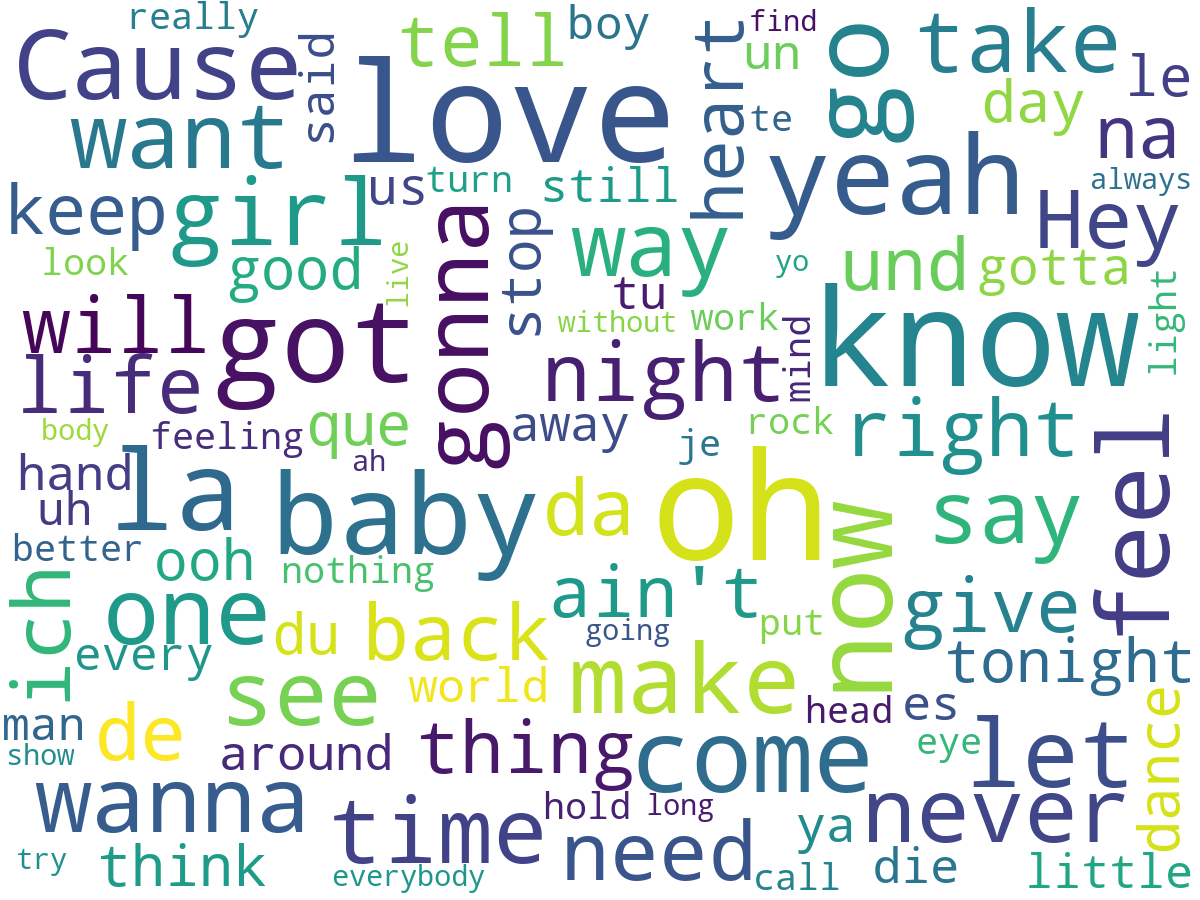 really
find
boy
Cause
tell
love
heart
un
go
take
le
said
day
want
te
na
yeah
us
turn
still
always
keep
girl
Hey
gonna
stop
way
look
good
live
yo
und
gotta
tu
light
will
got
without
work
know
mind
night
life
body
feeling
que
away
rock
right
feel
je
ah
hand
la
baby
oh
da
say
uh
now
better
ooh
nothing
ich
one
ain't
give
du
back
going
put
every
tonight
see
world
make
man
de
head
es
dance
show
around
thing
come
eye
let
wanna
time
hold
long
never
ya
need
try
think
everybody
call
die
little